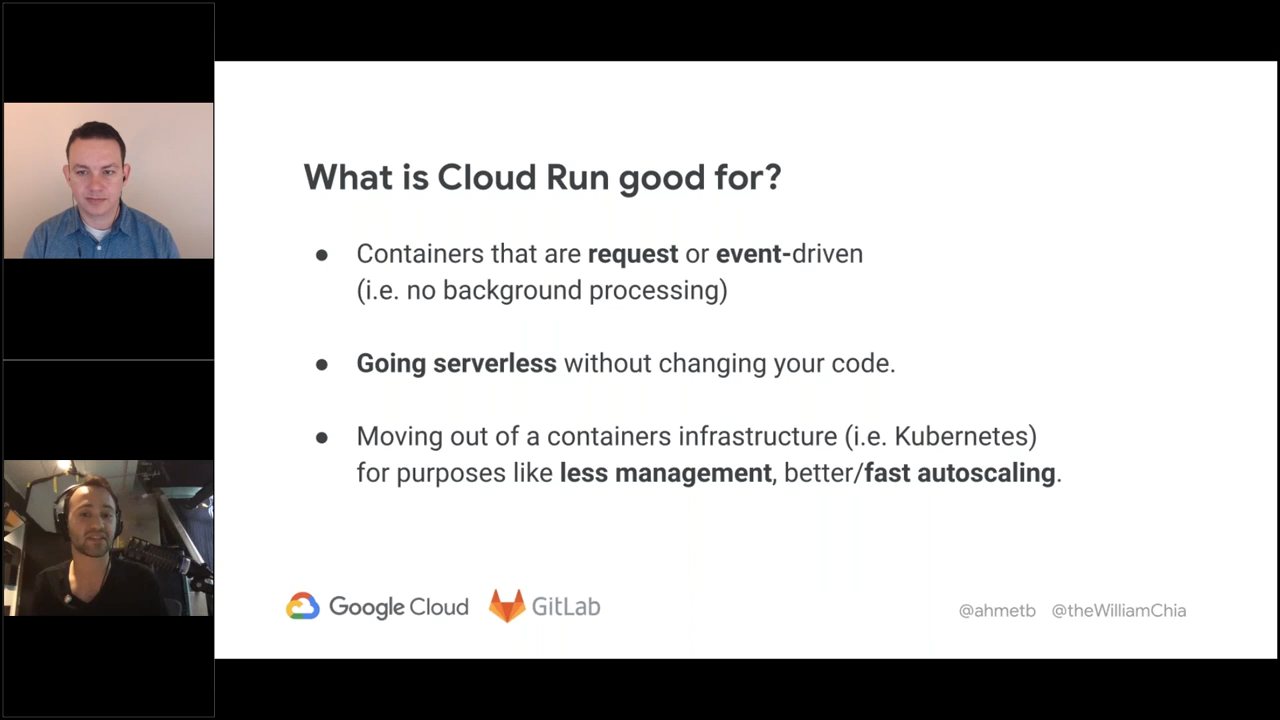 What is Cloud Run good for?
● Containers that are request or event-driven
(i.e. no background processing)
● Going serverless without changing your code.
● Moving out of a containers infrastructure (i.e. Kubernetes)
for purposes like less management, better/fast autoscaling.
Google Cloud GitLab @ahmetb @theWilliamChia